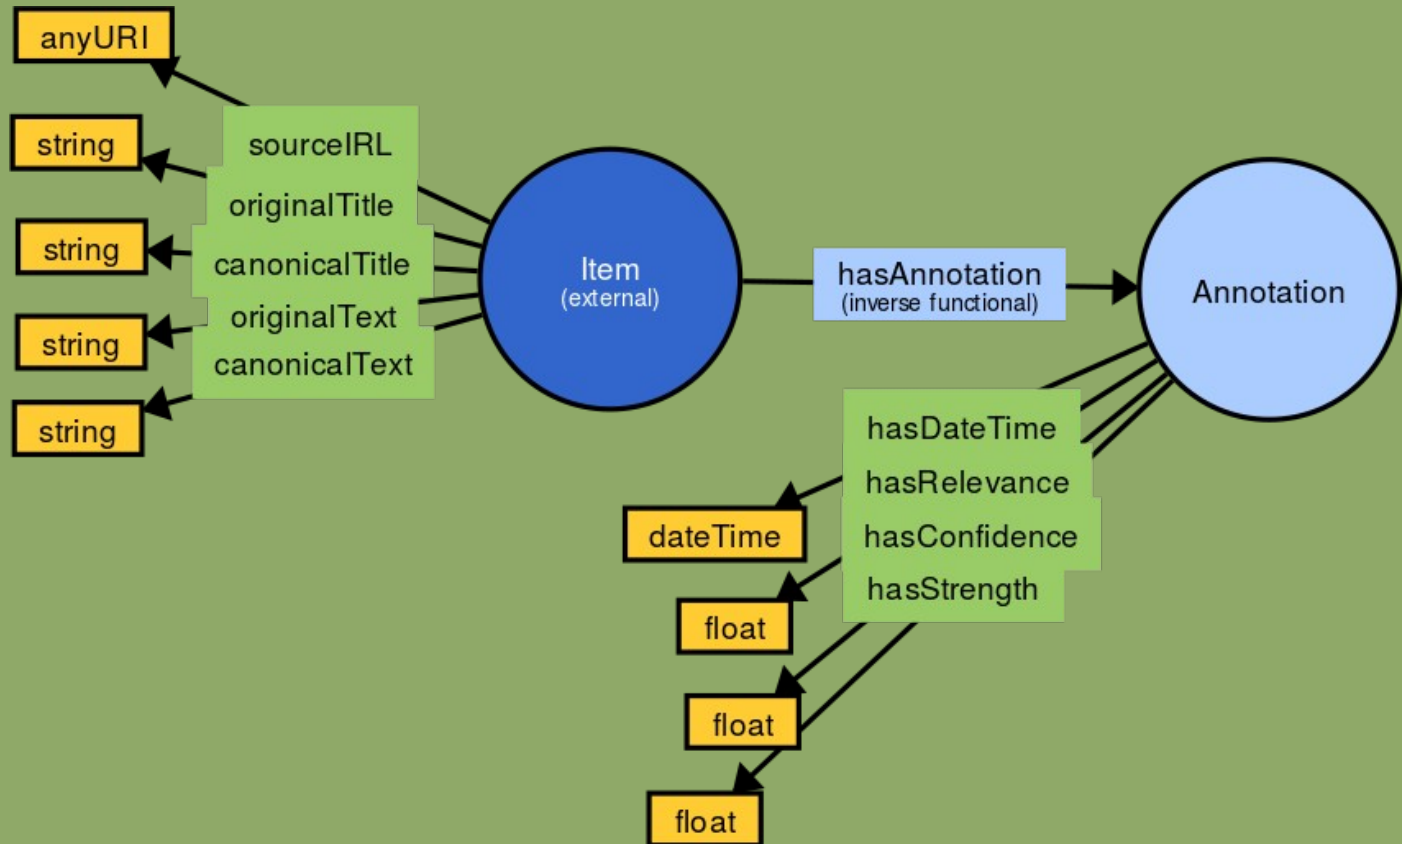 anyURI
string
string
string
string
sourceIRL
originalTitle
canonicalTitle
originalText
canonicalText
Item
(external)
hasAnnotation
(inverse functional)
Annotation
hasDateTime
hasRelevance
hasConfidence
hasStrength
dateTime
float
float
float